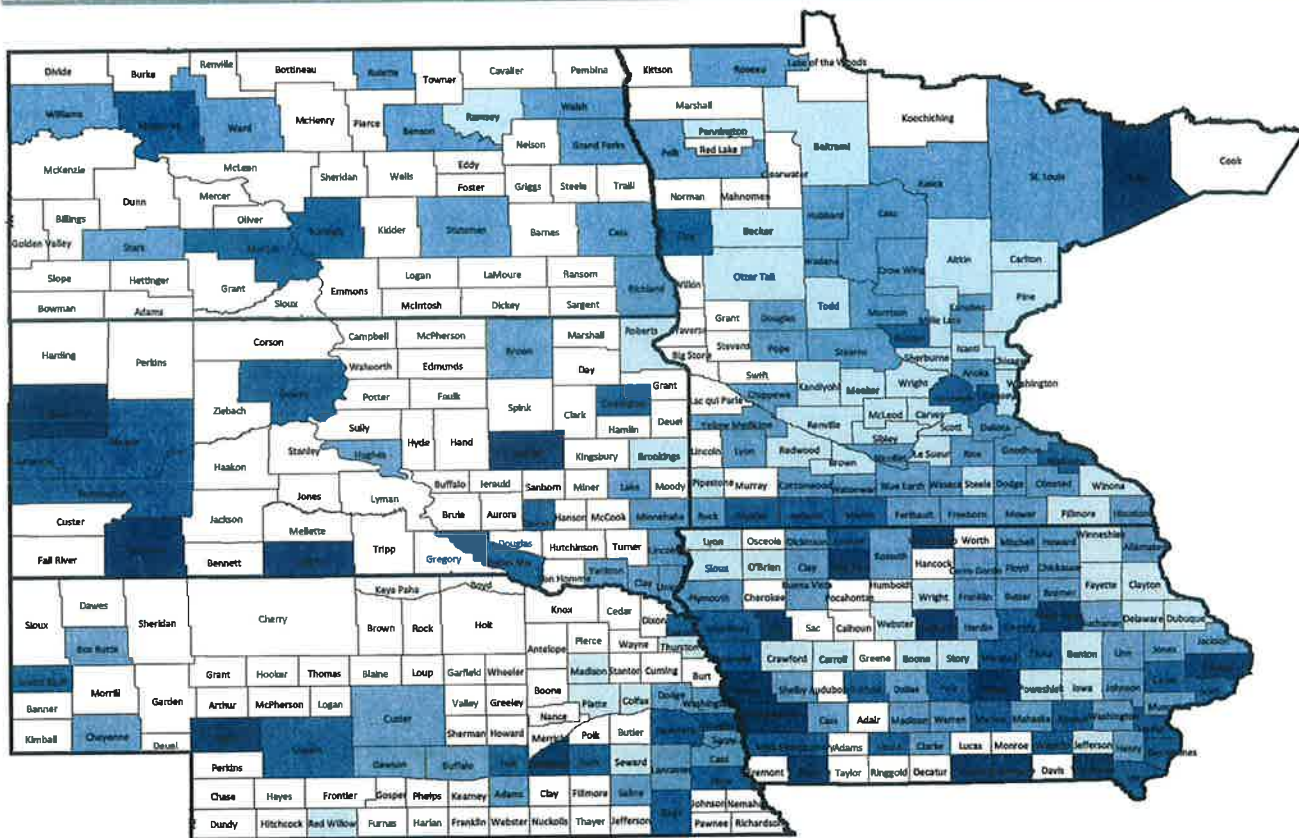 Divide
Burke
Renville
Bottineau
Rolette
Towner
Cavalier
Pembina
Kittson
Roseau
Lake of the Woods
Williams
Ward
McHenry
Pierce
Benson
Ramsey
Walsh
Marshall
Pennington
Red Lake
Polk
Beltrami
Koochiching
St. Louis
Cook
McKenzie
McLean
Sheridan
Wells
Eddy
Foster
Nelson
Grand Forks
Griggs
Steele
Traill
Norman
Mahnomen
Clearwater
Itasca
Dunn
Mercer
Oliver
Billings
Golden Valley
Stark
Morton
Burleigh
Kidder
Stutsman
Barnes
Cass
Clay
Becker
Hubbard
Cass
Slope
Hettinger
Grant
Sioux
Emmons
Logan
LaMoure
Ransom
Richland
Wilkin
Otter Tail
Wadena
Crow Wing
Aitkin
Carlton
Bowman
Adams
McIntosh
Dickey
Sargent
Grant
Douglas
Todd
Morrison
Mille Lacs
Kanabec
Pine
Harding
Perkins
Corson
Campbell
McPherson
Brown
Marshall
Roberts
Traverse
Stevens
Pope
Stearns
Big Stone
Sherburne
Isanti
Chisago
Anoka
Washington
Walworth
Edmunds
Day
Grant
Swift
Kandiyohi
Meeker
Wright
Ziebach
Dewey
Potter
Faulk
Spink
Clark
Codington
Hamlin
Deuel
Lac qui Parle
Chippewa
Yellow Medicine
Renville
McLeod
Carver
Scott
Dakota
Sibley
Sully
Hyde
Hand
Kingsbury
Brookings
Lincoln
Lyon
Redwood
Brown
Nicollet
Le Sueur
Rice
Goodhue
Haakon
Stanley
Hughes
Buffalo
Jerauld
Sanborn
Miner
Lake
Moody
Pipestone
Murray
Cottonwood
Watonwan
Blue Earth
Waseca
Steele
Dodge
Olmsted
Winona
Jones
Lyman
Brule
Aurora
Hanson
McCook
Minnehaha
Rock
Faribault
Freeborn
Mower
Fillmore
Houston
Custer
Jackson
Mellette
Fall River
Bennett
Tripp
Gregory
Douglas
Hutchinson
Turner
Lincoln
Yankton
Clay
Lyon
Osceola
Dickinson
Worth
Mitchell
Howard
Winneshiek
Allamakee
Sioux
O'Brien
Clay
Kossuth
Hancock
Cerro Gordo
Floyd
Chickasaw
Plymouth
Cherokee
Buena Vista
Pocahontas
Humboldt
Wright
Franklin
Butler
Bremer
Fayette
Clayton
Sac
Calhoun
Webster
Hardin
Buchanan
Delaware
Dubuque
Sioux
Dawes
Sheridan
Cherry
Keya Paha
Boyd
Brown
Rock
Holt
Knox
Cedar
Dixon
Antelope
Pierce
Wayne
Thurston
Box Butte
Scotts Bluff
Morrill
Garden
Grant
Hooker
Thomas
Blaine
Loup
Garfield
Wheeler
Madison
Stanton
Cuming
Burt
Banner
Arthur
McPherson
Logan
Custer
Valley
Greeley
Boone
Nance
Platte
Colfax
Dodge
Washington
Kimball
Cheyenne
Deuel
Sherman
Howard
Merrick
Polk
Butler
Perkins
Dawson
Buffalo
Seward
Lancaster
Cass
Chase
Hayes
Frontier
Gosper
Phelps
Kearney
Adams
Clay
Fillmore
Saline
Johnson
Nemaha
Dundy
Hitchcock
Red Willow
Furnas
Harlan
Franklin
Webster
Nuckolls
Thayer
Jefferson
Gage
Pawnee
Richardson
Crawford
Carroll
Greene
Boone
Story
Benton
Linn
Jones
Jackson
Shelby
Audubon
Dallas
Polk
Poweshiek
Iowa
Johnson
Cass
Adair
Madison
Warren
Mahaska
Washington
Adams
Clarke
Lucas
Monroe
Jefferson
Henry
Taylor
Ringgold
Decatur
Davis